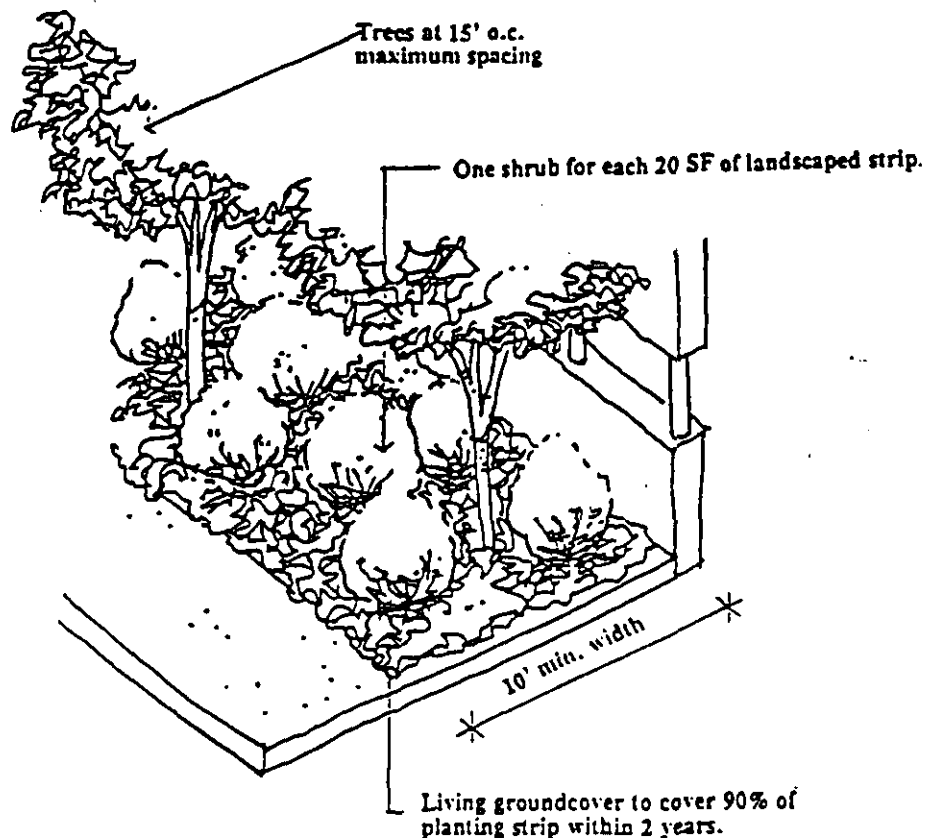 Trees at 15' o.c.
maximum spacing
One shrub for each 20 SF of landscaped strip.
10' min. width
Living groundcover to cover 90% of
planting strip within 2 years.